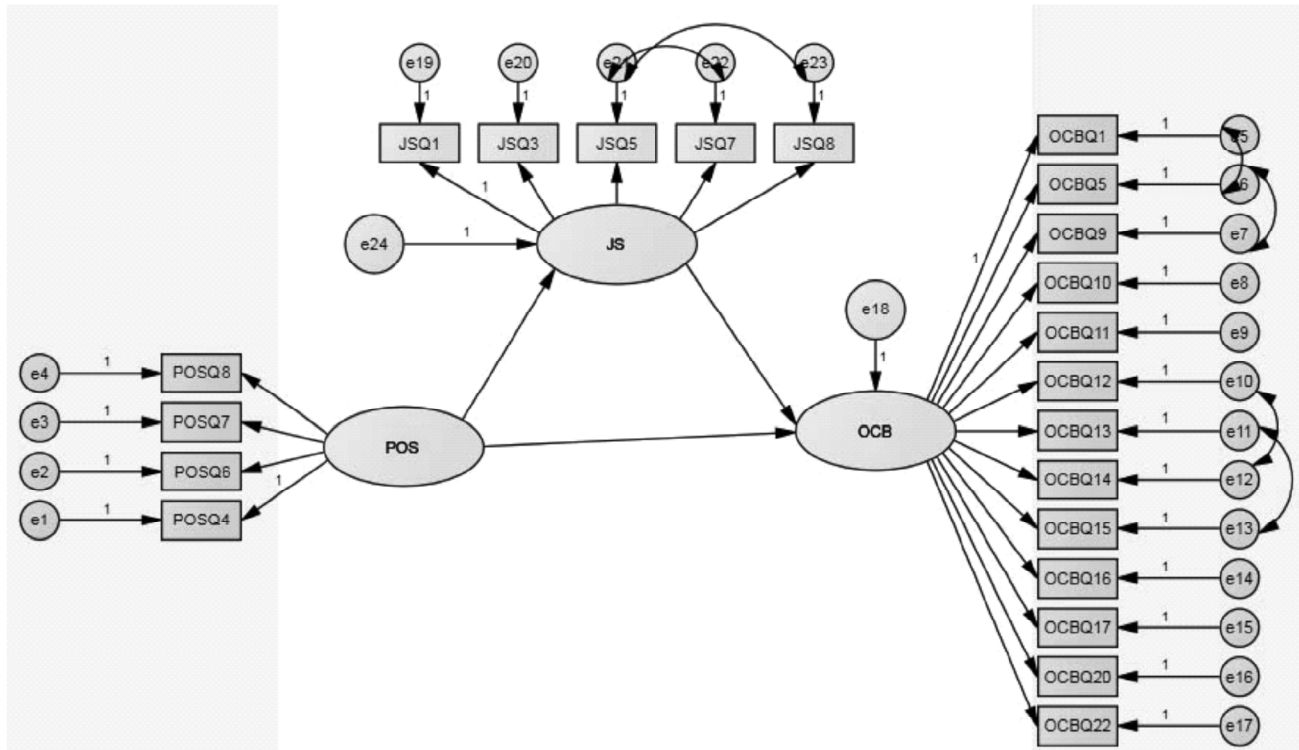 e19
e20
e21
e22
e23
1
1
1
1
1
JSQ1
JSQ3
JSQ5
JSQ7
JSQ8
1
e24
1
JS
e18
1
POS
OCB
e4
1
POSQ8
e3
1
POSQ7
e2
1
POSQ6
e1
1
POSQ4
1
1
OCBQ1
1
OCBQ5
1
OCBQ9
1
e7
OCBQ10
1
e8
OCBQ11
1
e9
OCBQ12
1
e10
OCBQ13
1
e11
OCBQ14
1
e12
OCBQ15
1
e13
OCBQ16
1
e14
OCBQ17
1
e15
OCBQ20
1
e16
OCBQ22
1
e17